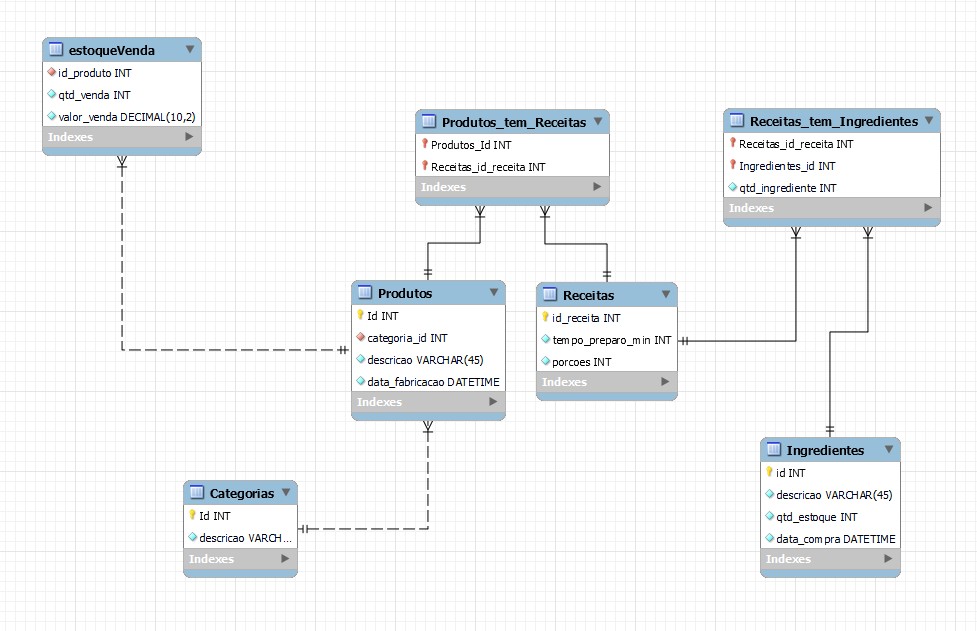 estoqueVenda
id_produto INT
qtd_venda INT
valor_venda DECIMAL(10,2)
Indexes
Produtos_tem_Receitas
Produtos_Id INT
Receitas_id_receita INT
Indexes
Receitas_tem_Ingredientes
Receitas_id_receita INT
Ingredientes_id INT
qtd_ingrediente INT
Indexes
Produtos
Id INT
categoria_id INT
descricao VARCHAR(45)
data_fabricacao DATETIME
Indexes
Receitas
id_receita INT
tempo_preparo_min INT
porcoes INT
Indexes
Categorias
Id INT
descricao VARCH...
Indexes
Ingredientes
id INT
descricao VARCHAR(45)
qtd_estoque INT
data_compra DATETIME
Indexes